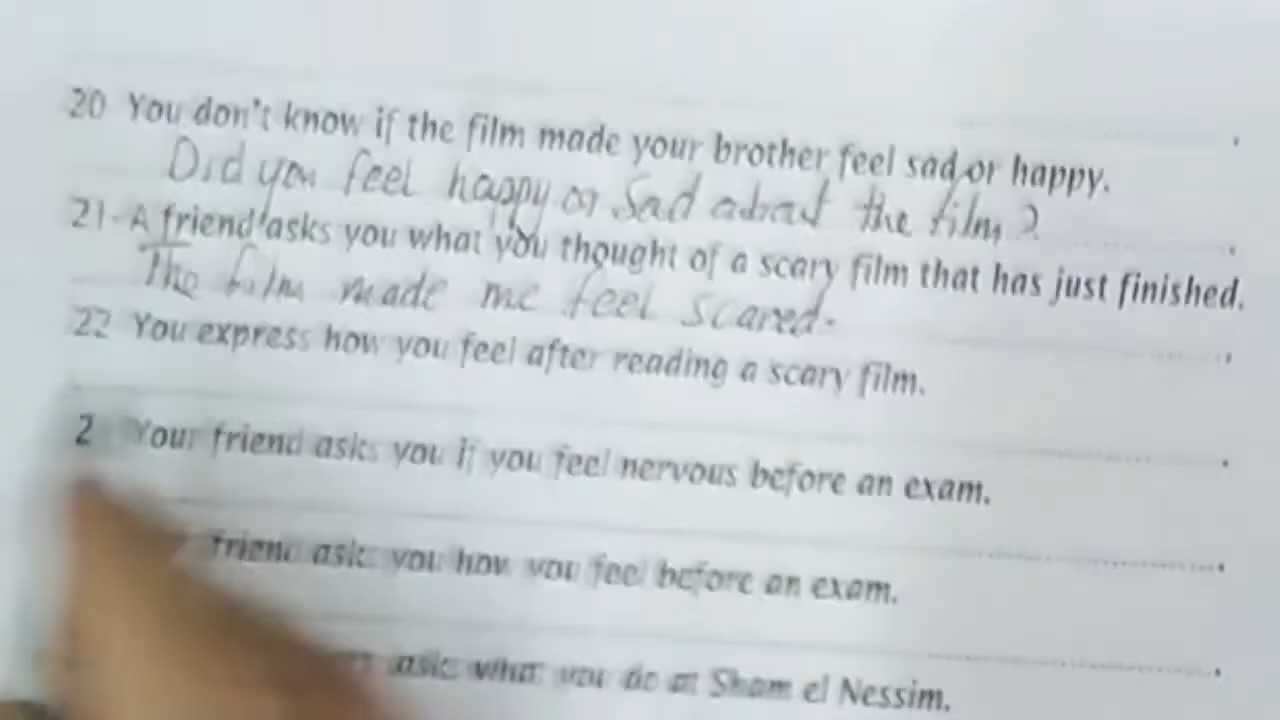 20 You don't know if the film made your brother feel sad or happy.
Did you feel happy or sad about the film?
21- A friend asks you what you thought of a scary film that has just finished.
The film made me feel scared.
22 You express how you feel after reading a scary film.
2 Your friend asks you if you feel nervous before an exam.
friend asks you how you feel before an exam.
asks what you do at Sham el Nessim.